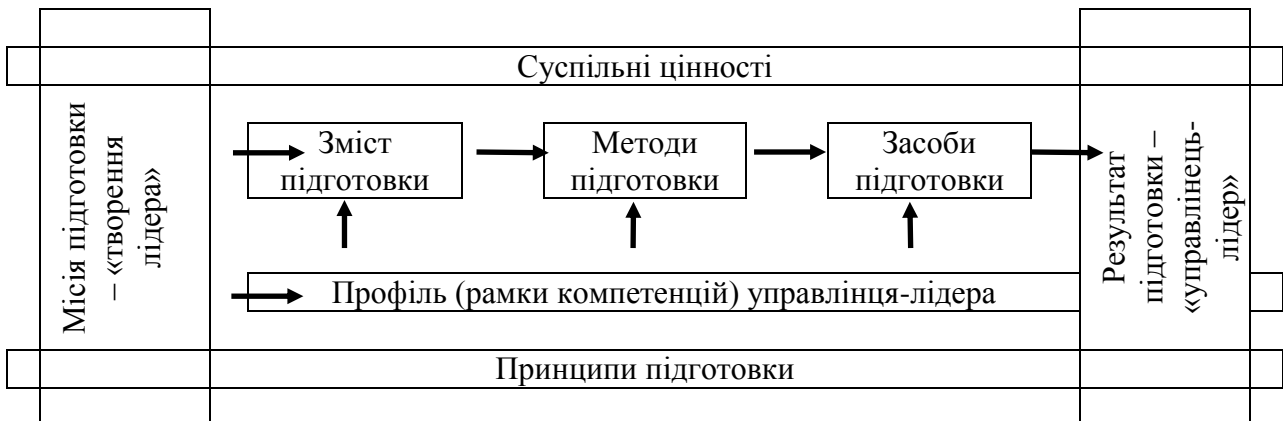 Суспільні цінності
Місія підготовки
– «творення
лідера»
Зміст
підготовки
Методи
підготовки
Засоби
підготовки
Результат
підготовки –
«управлінець-
лідер»
Профіль (рамки компетенцій) управлінця-лідера
Принципи підготовки